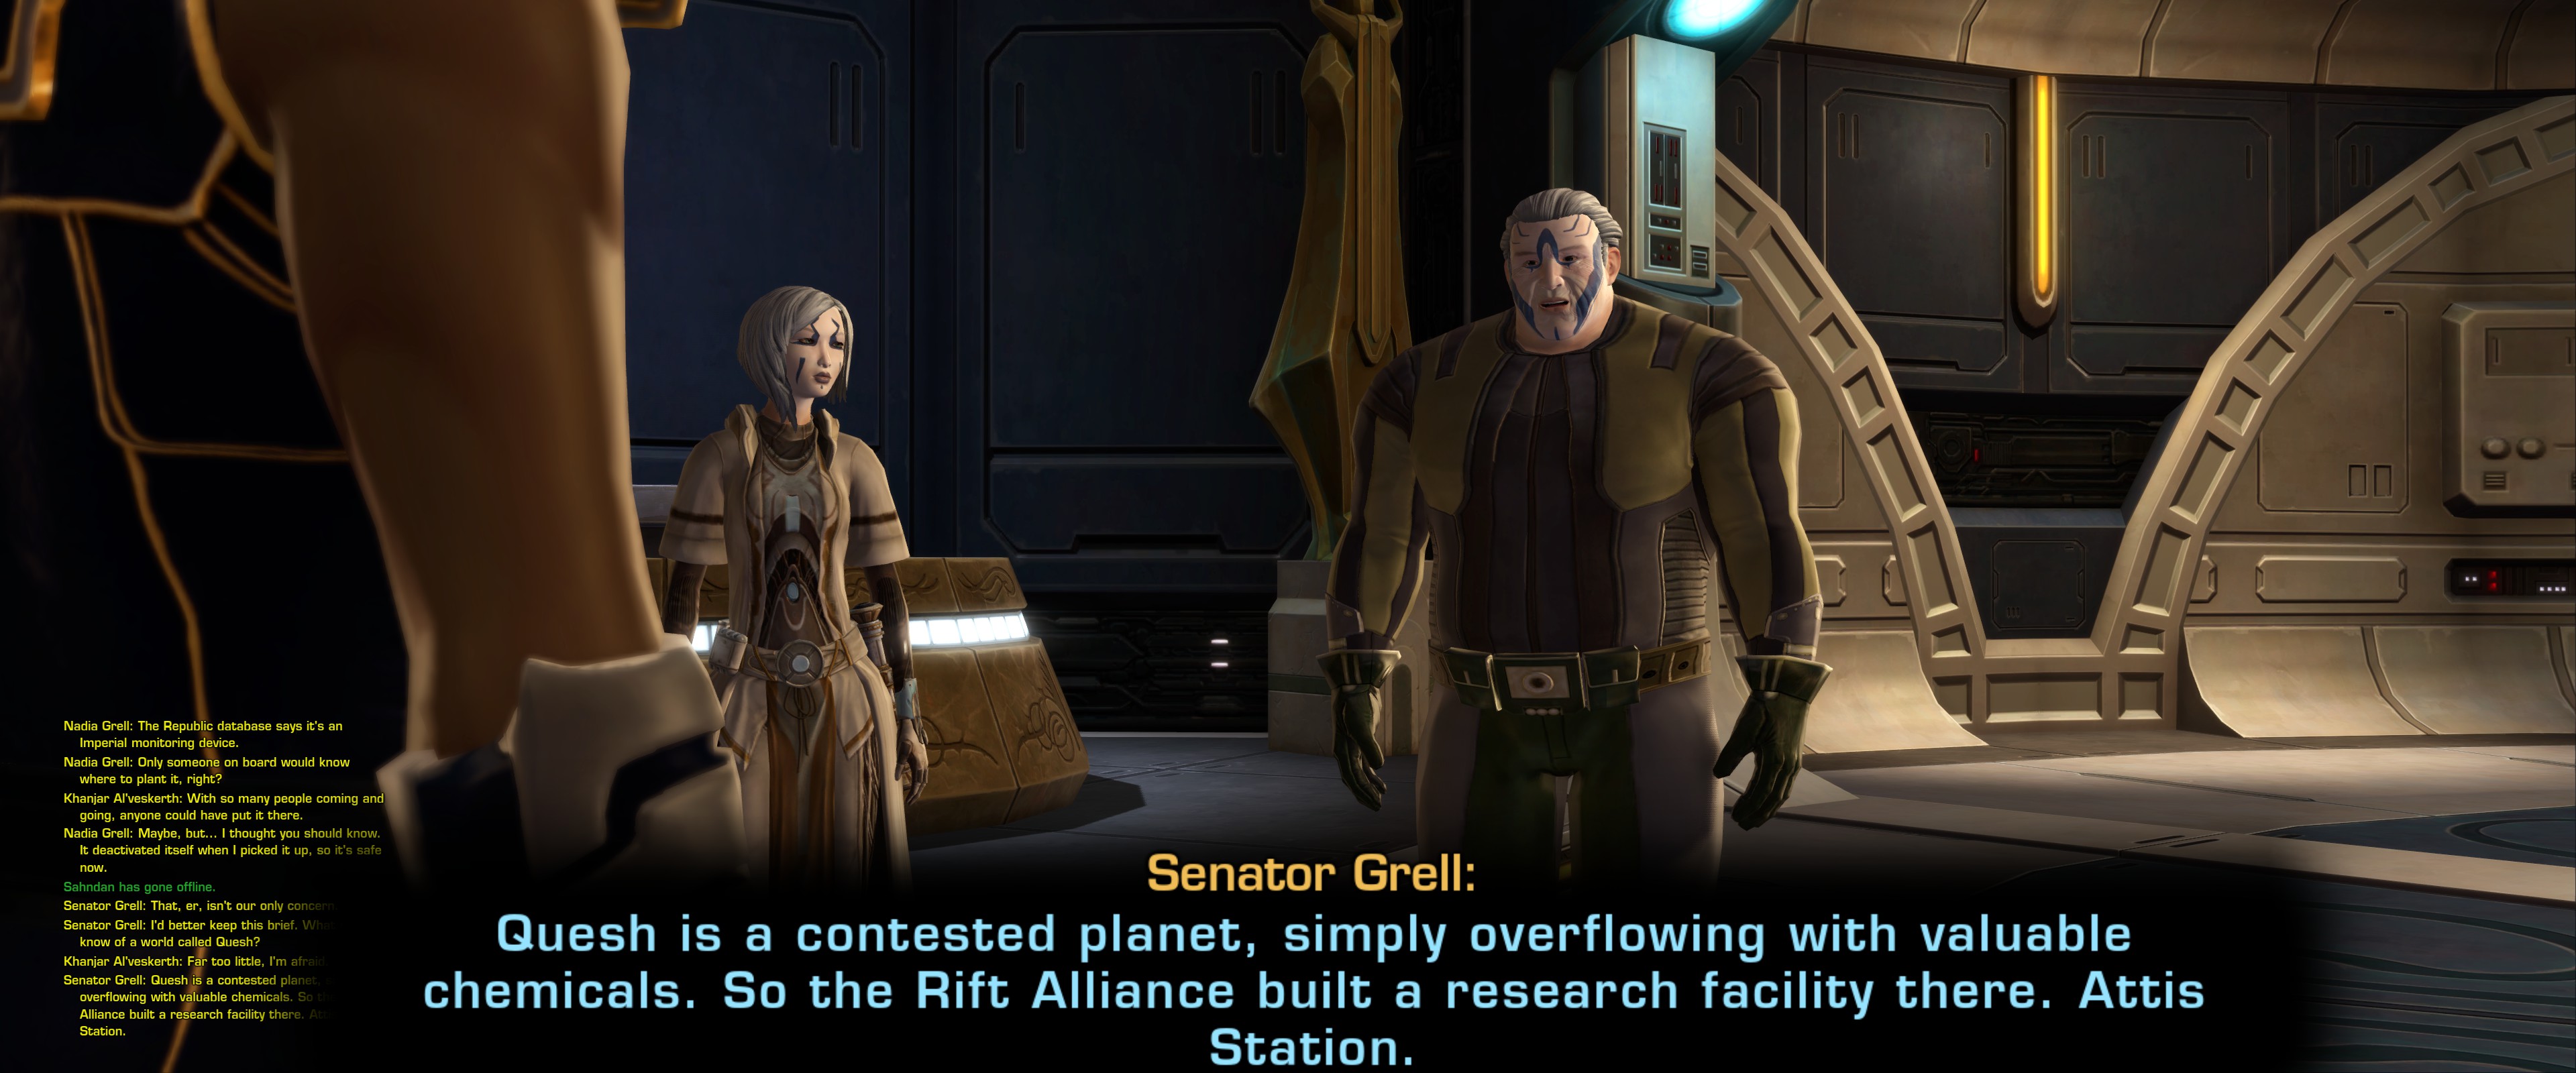 Nadia Grell: The Republic database says it's an
Imperial monitoring device.
Nadia Grell: Only someone on board would know
where to plant it, right?
Khanjar Al'veskerth: With so many people coming and
going, anyone could have put it there.
Nadia Grell: Maybe, but... I thought you should know.
It deactivated itself when I picked it up, so it's safe
now.
Sahndan has gone offline.
Senator Grell: That, er, isn't our only concern
Senator Grell: I'd better keep this brief. What
know of a world called Quesh?
Khanjar Al'veskerth: Far too little, I'm afraid.
Senator Grell: Quesh is a contested planet,
overflowing with valuable chemicals. So the
Alliance built a research facility there. Attis
Station.
Senator Grell:
Quesh is a contested planet, simply overflowing with valuable
chemicals. So the Rift Alliance built a research facility there. Attis
Station.